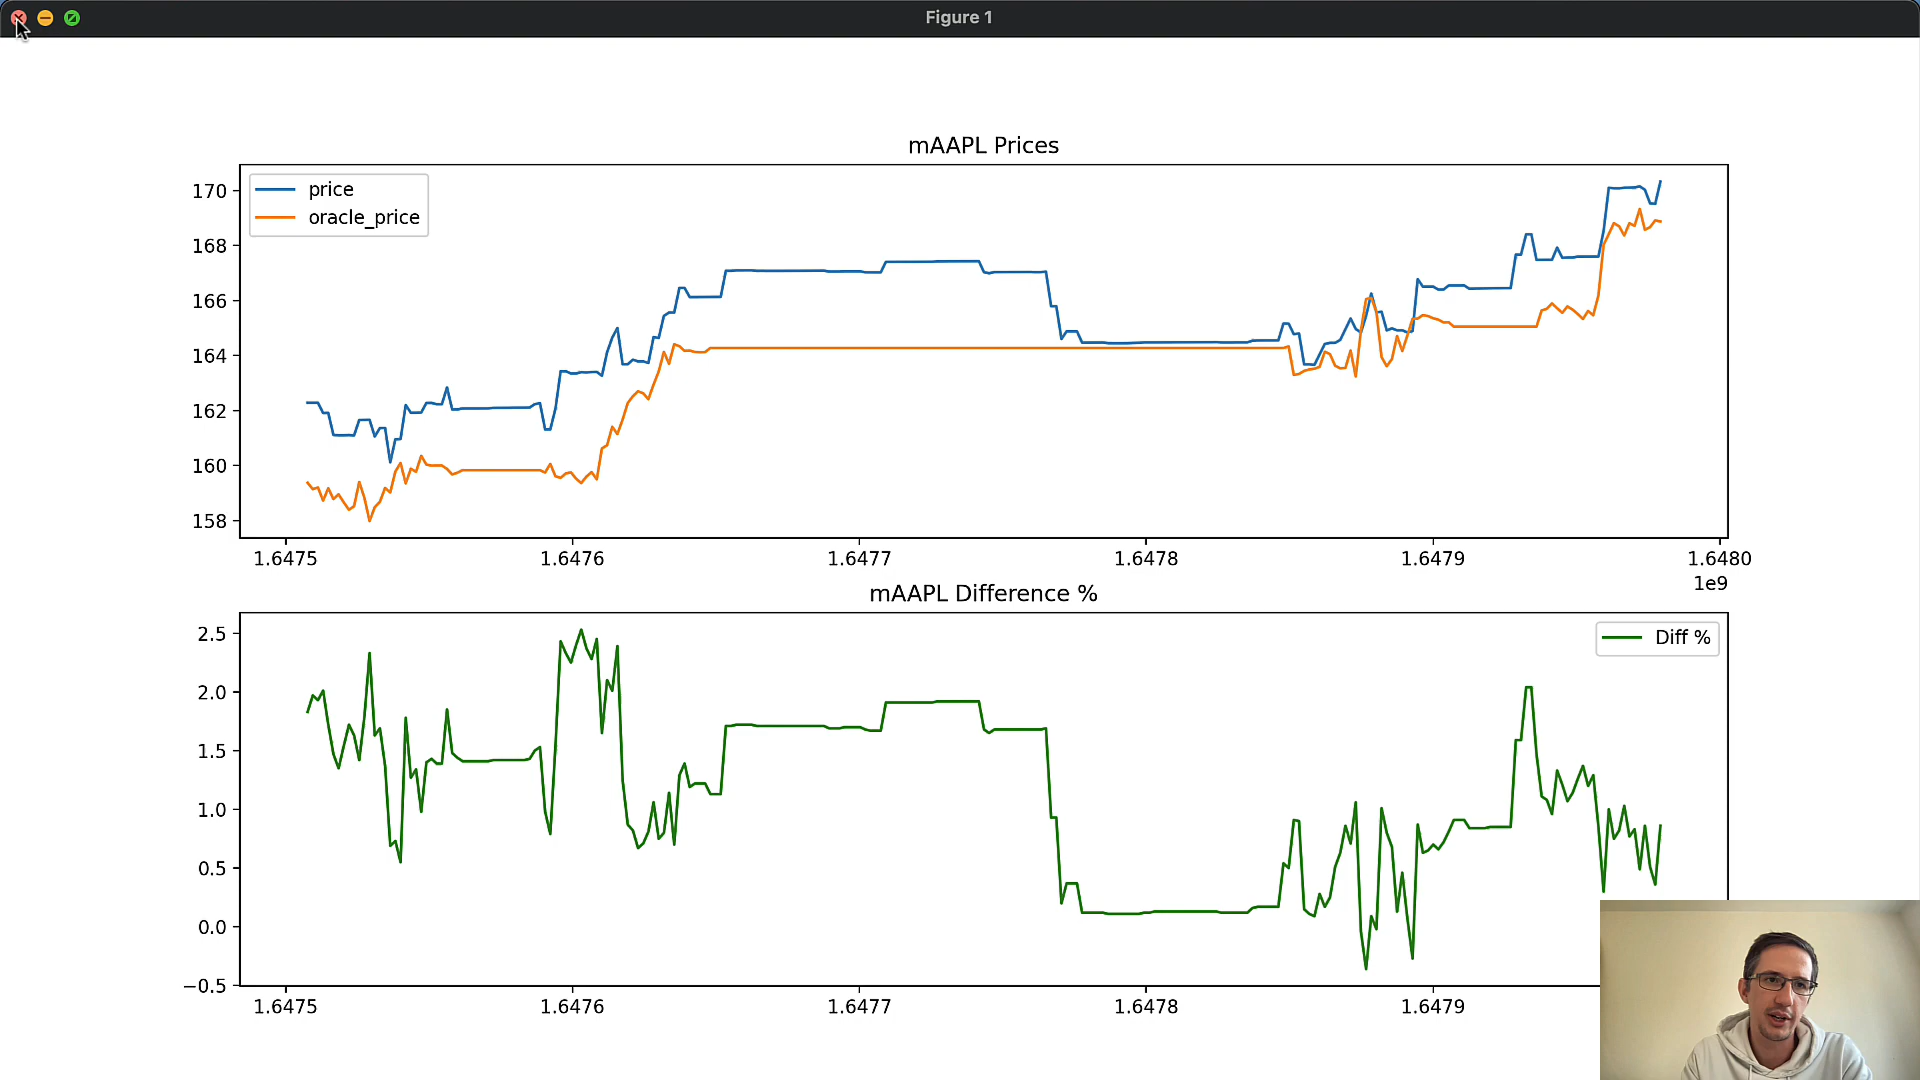 Figure 1
mAAPL Prices
price
oracle_price
170
168
166
164
162
160
158
1.6475 1.6476 1.6477 1.6478 1.6479 1.6480
1e9
mAAPL Difference %
Diff %
2.5
2.0
1.5
1.0
0.5
0.0
−0.5
1.6475 1.6476 1.6477 1.6478 1.6479